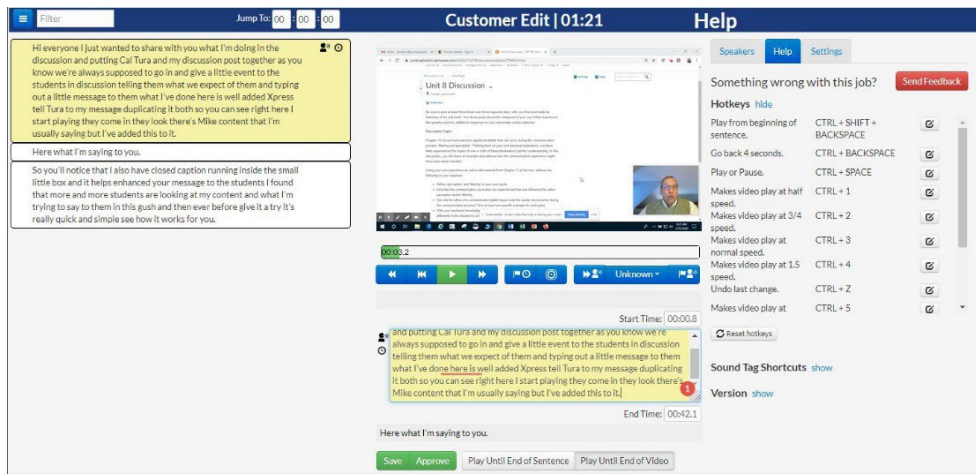 Filter
Jump To: 00 : 00 : 00
Customer Edit | 01:21
Help
Hi everyone I just wanted to share with you what I'm doing in the
discussion and putting Cal Tura and my discussion post together as you
know we're always supposed to go in and give a little event to the
students in discussion telling them what we expect of them and typing
out a little message to them what I've done here is well added Xpress
tell Tura to my message duplicating it both so you can see right here I
start playing they come in they look there's Mike content that I'm
usually saying but I've added this to it.
Here what I'm saying to you.
So you'll notice that I also have closed caption running inside the small
little box and it helps enhanced your message to the students I found
that more and more students are looking at my content and what I'm
trying to say to them in this gush and then ever before give it a try it's
really quick and simple see how it works for you.
Unit 8 Discussion
00:03.2
Unknown
Start Time: 00:00.8
and putting Cal Tura and my discussion post together as you know we're
always supposed to go in and give a little event to the students in discussion
telling them what we expect of them and typing out a little message to them
what I've done here is well added Xpress tell Tura to my message duplicating
it both so you can see right here I start playing they come in they look there's
Mike content that I'm usually saying but I've added this to it.
1
End Time: 00:42.1
Here what I'm saying to you.
Save Approve Play Until End of Sentence Play Until End of Video
Speakers Help Settings
Something wrong with this job? Send Feedback
Hotkeys hide
Play from beginning of CTRL + SHIFT +
sentence. BACKSPACE
Go back 4 seconds. CTRL + BACKSPACE
Play or Pause. CTRL + SPACE
Makes video play at half CTRL + 1
speed.
Makes video play at 3/4 CTRL + 2
speed.
Makes video play at CTRL + 3
normal speed.
Makes video play at 1.5 CTRL + 4
speed.
Undo last change. CTRL + Z
Makes video play at CTRL + 5
Reset hotkeys
Sound Tag Shortcuts show
Version show